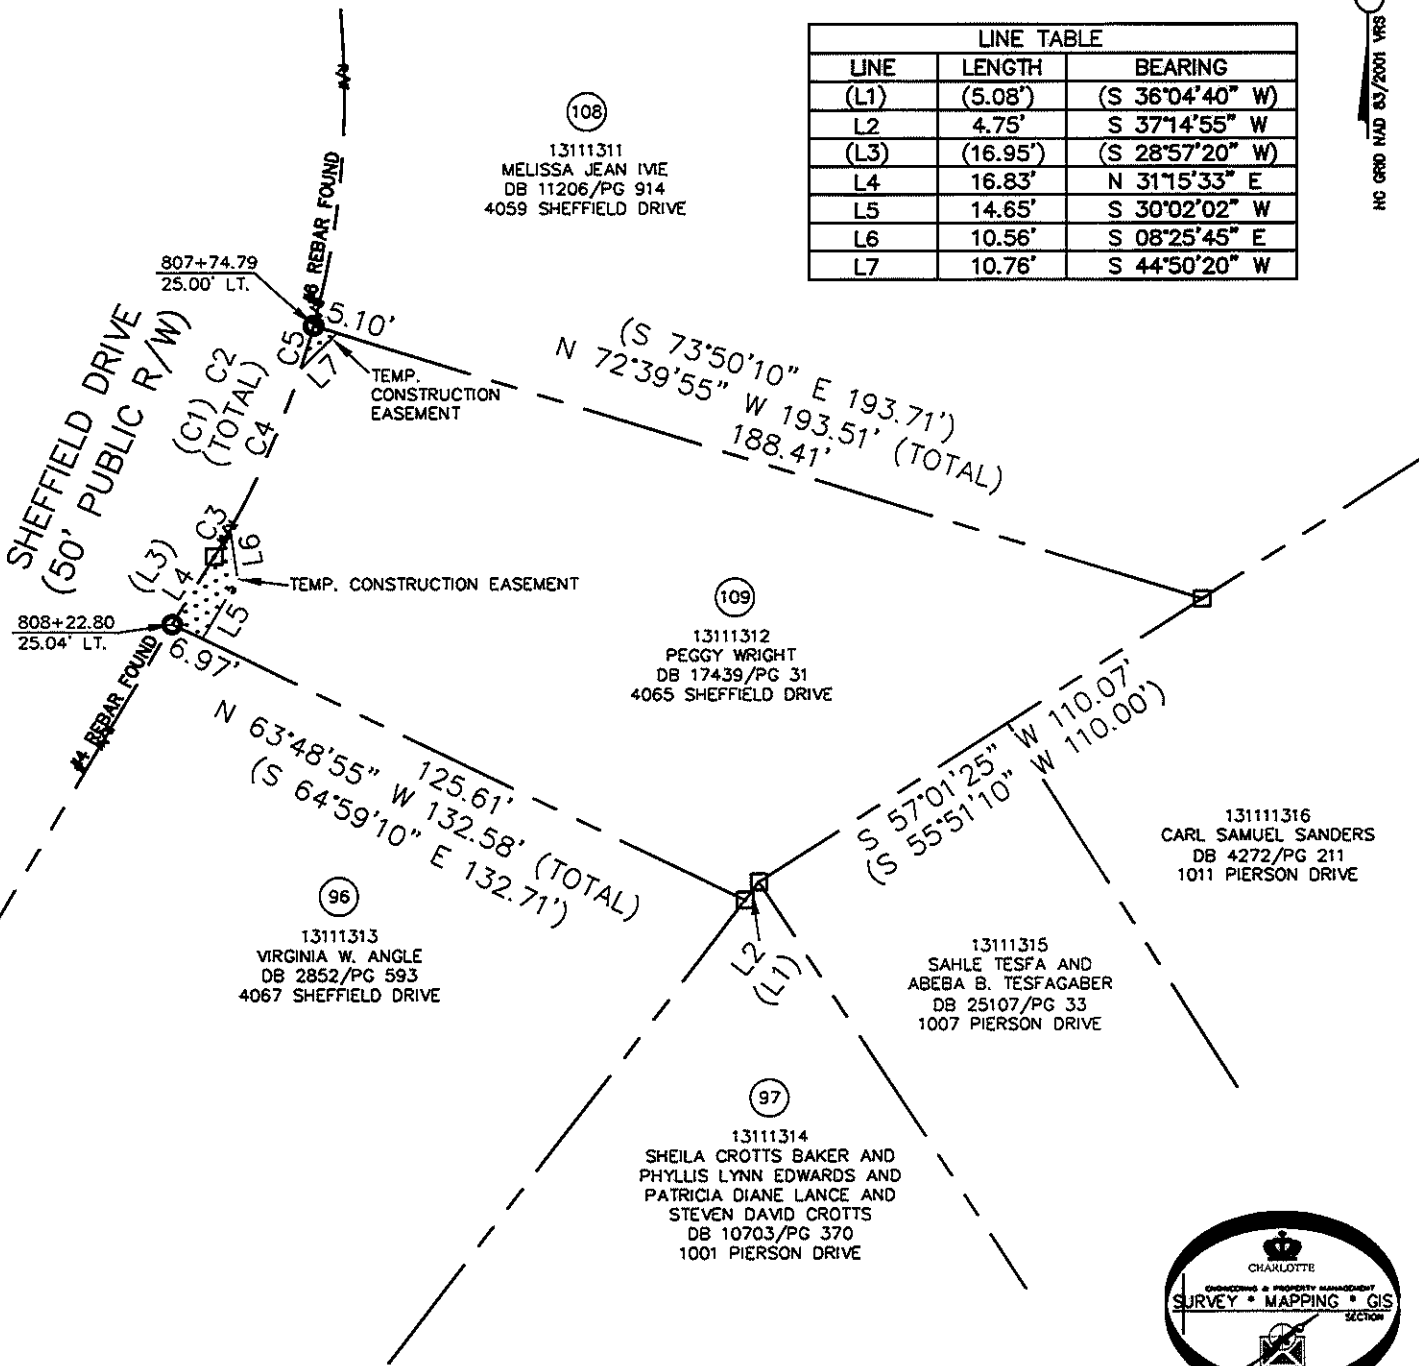 LINE TABLE
LINE LENGTH BEARING
(L1) (5.08') (S 36°04'40" W)
L2 4.75' S 37°14'55" W
(L3) (16.95') (S 28°57'20" W)
L4 16.83' N 31°15'33" E
L5 14.65' S 30°02'02" W
L6 10.56' S 08°25'45" E
L7 10.76' S 44°50'20" W
NC GRID NAD 83/2001 VRS
108
13111311
MELISSA JEAN IVIE
DB 11206/PG 914
4059 SHEFFIELD DRIVE
#6 REBAR FOUND
807+74.79
25.00' LT.
5.10'
SHEFFIELD DRIVE
(50' PUBLIC R/W)
(C1) C2
(TOTAL)
C4
C5
L7
TEMP.
CONSTRUCTION
EASEMENT
(S 73°50'10" E 193.71')
N 72°39'55" W 193.51' (TOTAL)
188.41'
C3
L6
(L3)
L4
L5
TEMP. CONSTRUCTION EASEMENT
808+22.80
25.04' LT.
6.97'
#4 REBAR FOUND
109
13111312
PEGGY WRIGHT
DB 17439/PG 31
4065 SHEFFIELD DRIVE
125.61'
N 63°48'55" W 132.58' (TOTAL)
(S 64°59'10" E 132.71')
S 57°01'25" W 110.07'
(S 55°51'10" W 110.00')
131111316
CARL SAMUEL SANDERS
DB 4272/PG 211
1011 PIERSON DRIVE
96
13111313
VIRGINIA W. ANGLE
DB 2852/PG 593
4067 SHEFFIELD DRIVE
L2
(L1)
13111315
SAHLE TESFA AND
ABEBA B. TESFAGABER
DB 25107/PG 33
1007 PIERSON DRIVE
97
13111314
SHEILA CROTTS BAKER AND
PHYLLIS LYNN EDWARDS AND
PATRICIA DIANE LANCE AND
STEVEN DAVID CROTTS
DB 10703/PG 370
1001 PIERSON DRIVE
CHARLOTTE
ENGINEERING & PROPERTY MANAGEMENT
SURVEY * MAPPING * GIS
SECTION